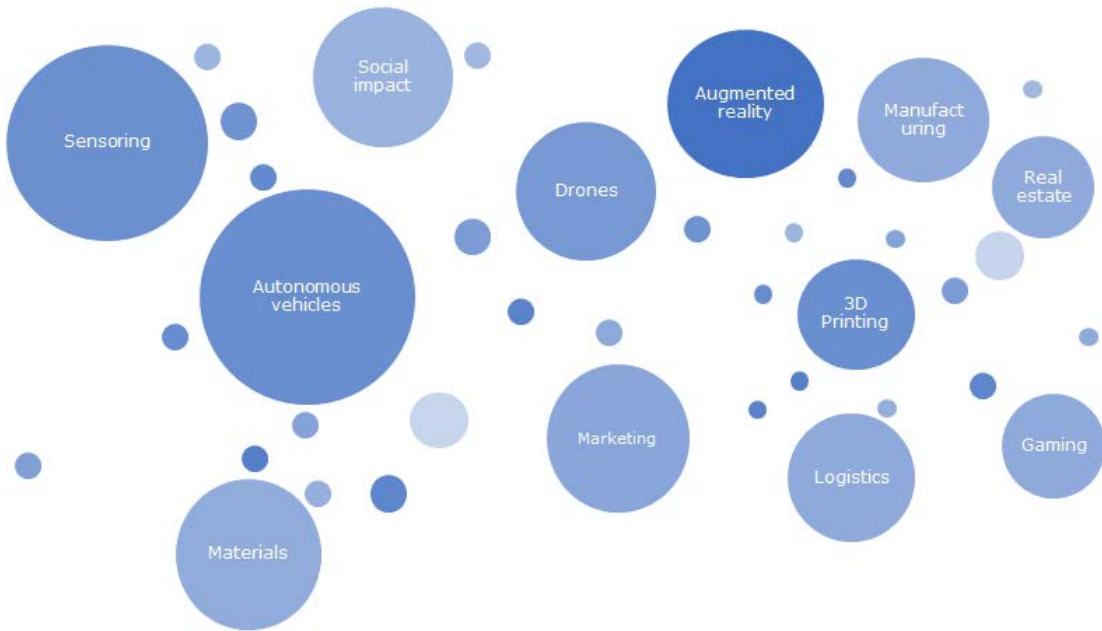 Sensoring
Social
impact
Augmented
reality
Manufact
uring
Real
estate
Drones
Autonomous
vehicles
3D
Printing
Marketing
Logistics
Gaming
Materials